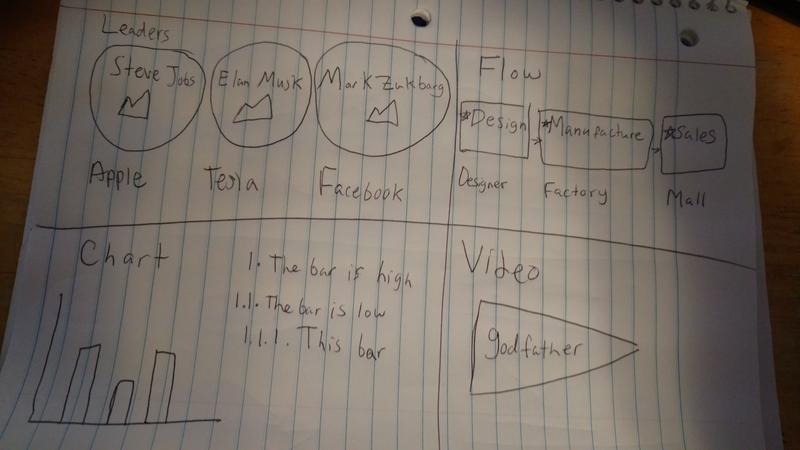 Leaders
Steve Jobs
Elan Musk
Mark Zukbarg
Apple
Tesla
Facebook
Flow
*Design
*Manufacture
*Sales
Designer
Factory
Mall
Chart
1. The bar is high
1.1. The bar is low
1.1.1. This bar
Video
godfather